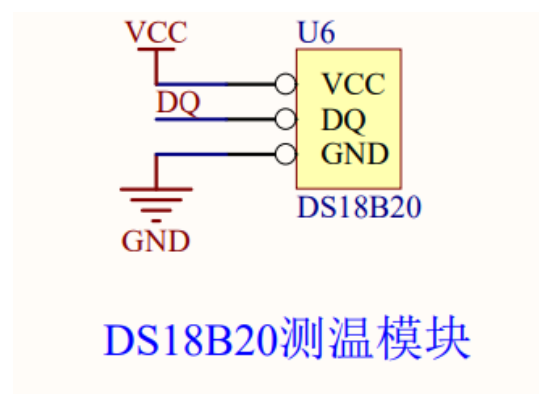 VCC
U6
VCC
DQ
DQ
GND
DS18B20
GND
DS18B20测温模块